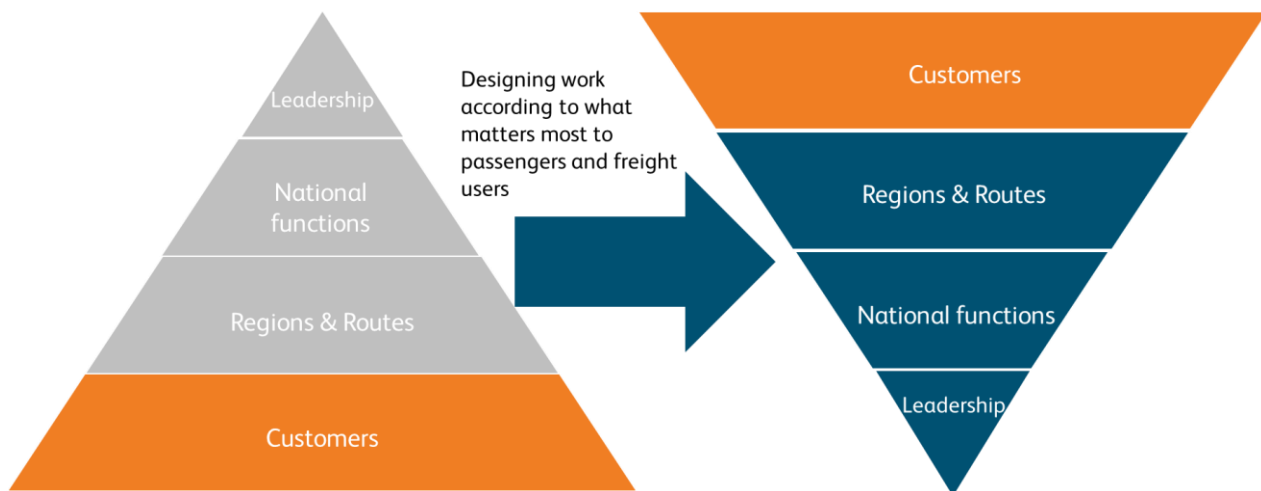 Leadership
National
functions
Regions & Routes
Customers
Designing work
according to what
matters most to
passengers and freight
users
Customers
Regions & Routes
National functions
Leadership